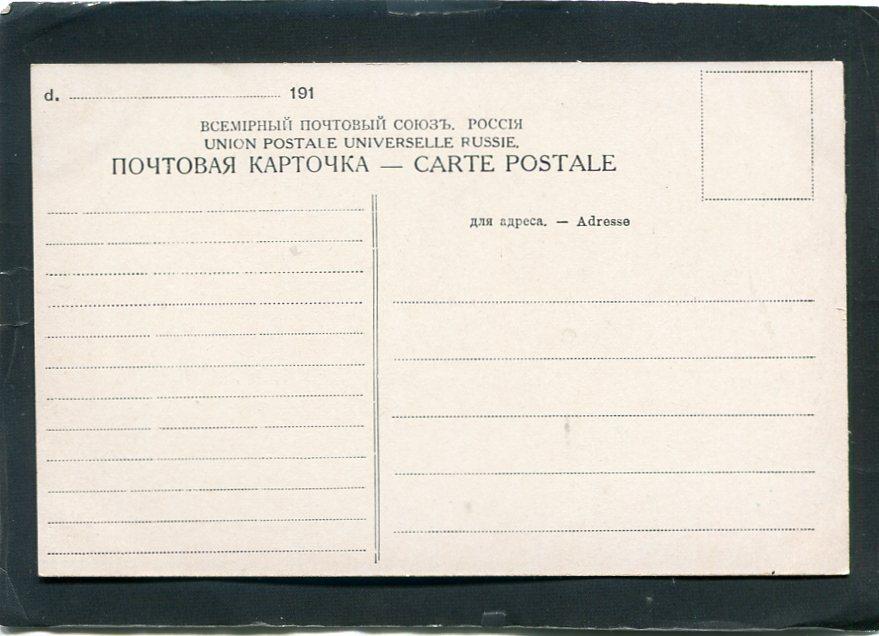 d. 191
ВСЕМІРНЫЙ ПОЧТОВЫЙ СОЮЗЪ. РОССІЯ
UNION POSTALE UNIVERSELLE RUSSIE.
ПОЧТОВАЯ КАРТОЧКА — CARTE POSTALE
для адреса. — Adresse